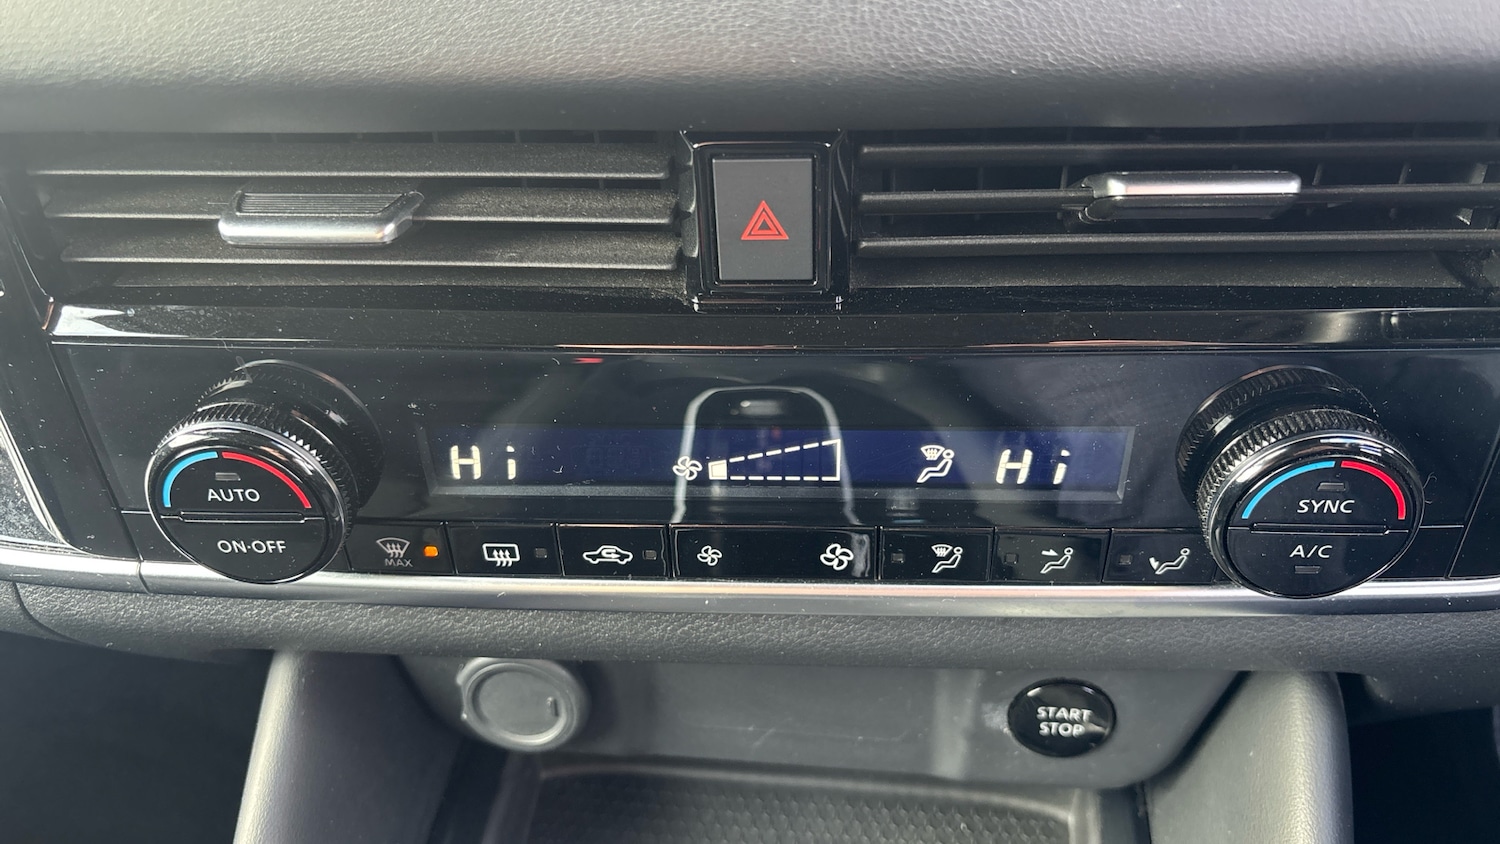 Hi
Hi
AUTO
ON·OFF
MAX
SYNC
A/C
START
STOP